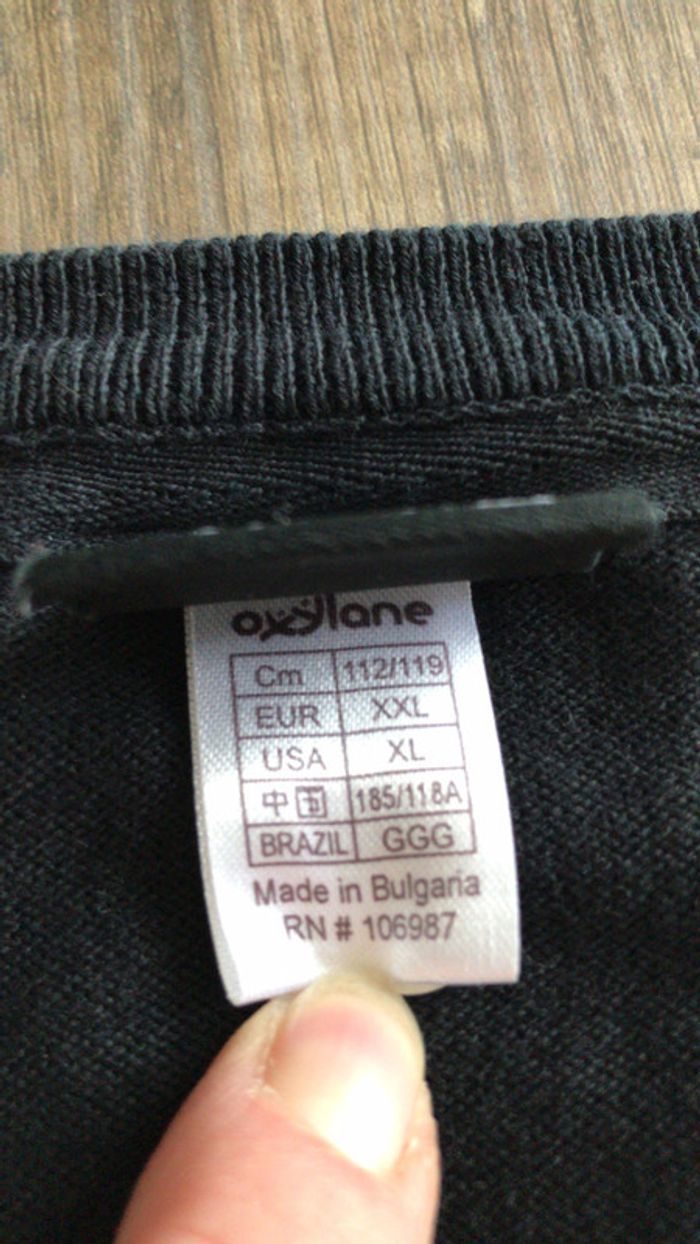 oxylane
Cm 112/119
EUR XXL
USA XL
中国 185/118A
BRAZIL GGG
Made in Bulgaria
RN # 106987